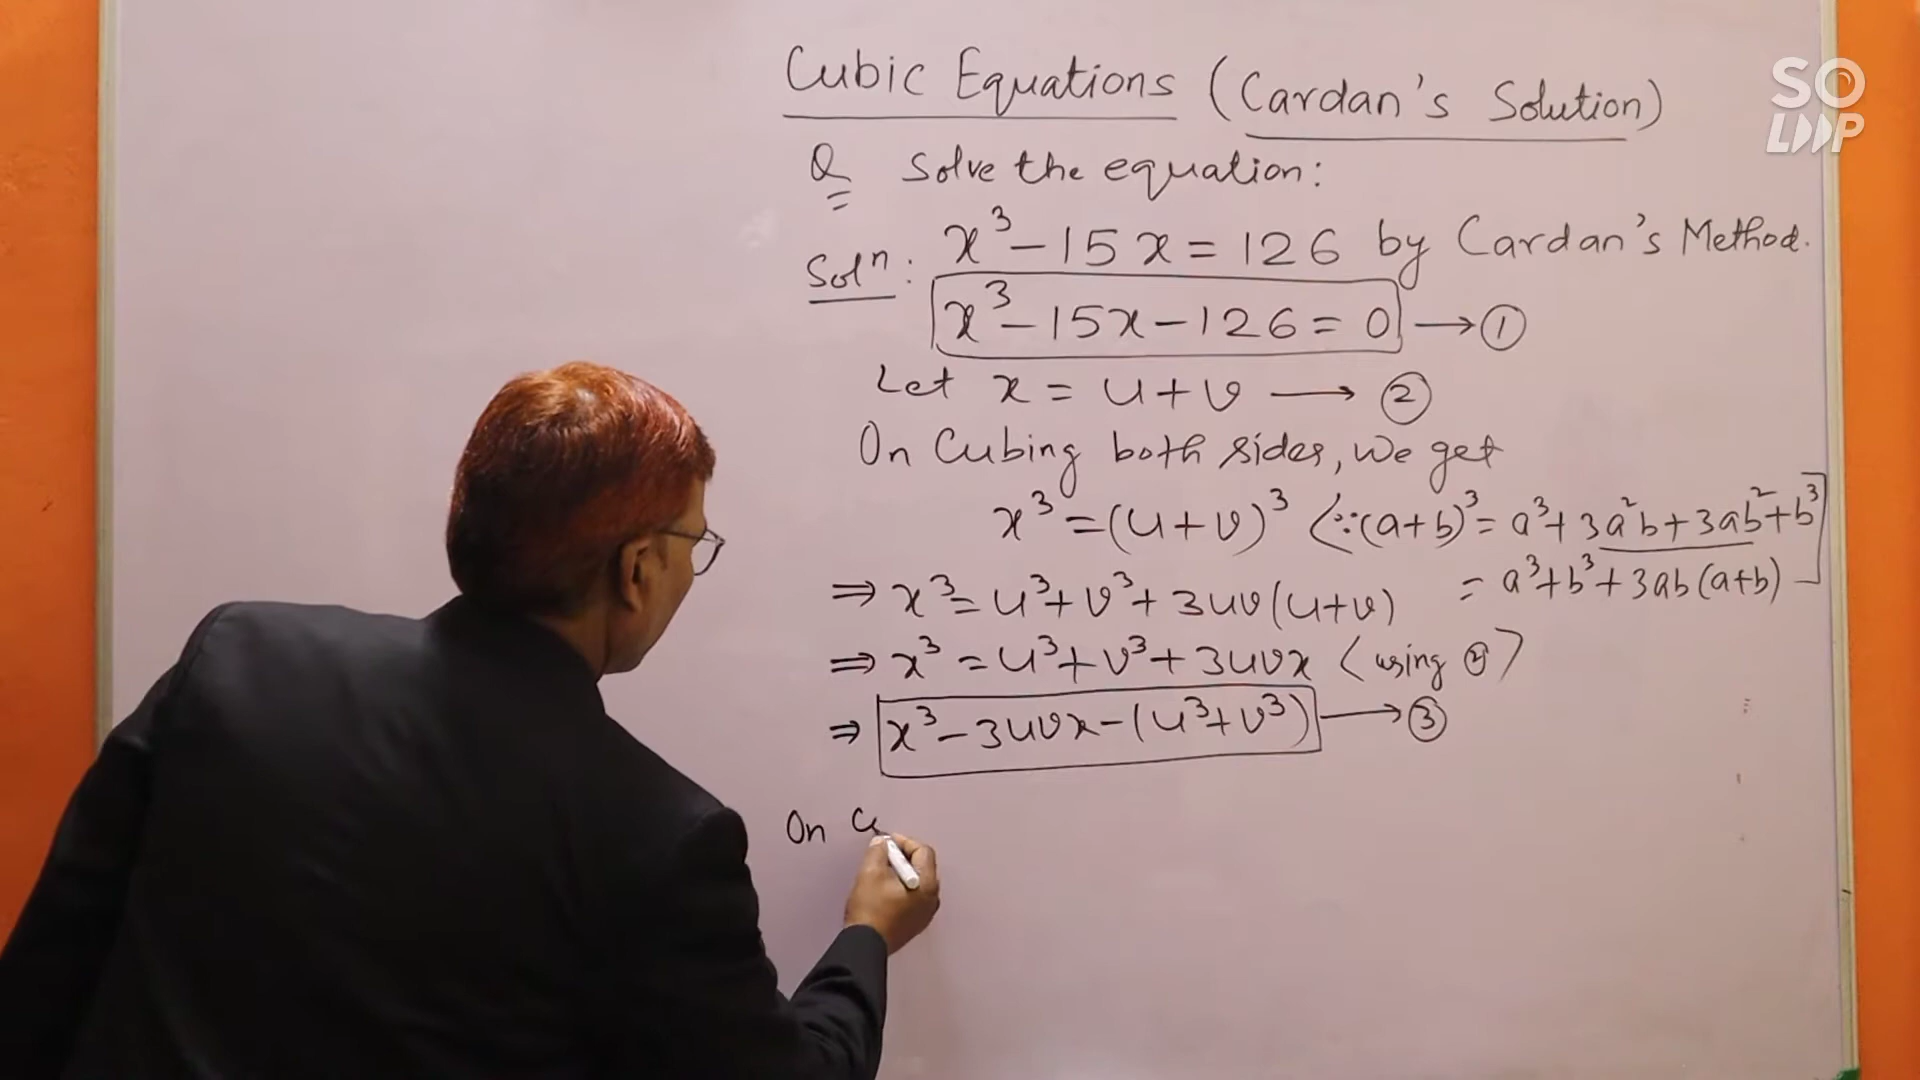 Cubic Equations (Cardan's Solution)
SOLOOP
Q Solve the equation:
x³ - 15x = 126 by Cardan's Method.
Solⁿ:
x³ - 15x - 126 = 0 → ①
Let x = u + v → ②
On Cubing both sides, we get
x³ = (u + v)³ ⟨∵(a+b)³ = a³ + 3a²b + 3ab² + b³
= a³ + b³ + 3ab(a+b)
⇒ x³ = u³ + v³ + 3uv(u+v)
⇒ x³ = u³ + v³ + 3uvx ⟨using ②⟩
⇒ x³ - 3uvx - (u³ + v³) → ③
On C